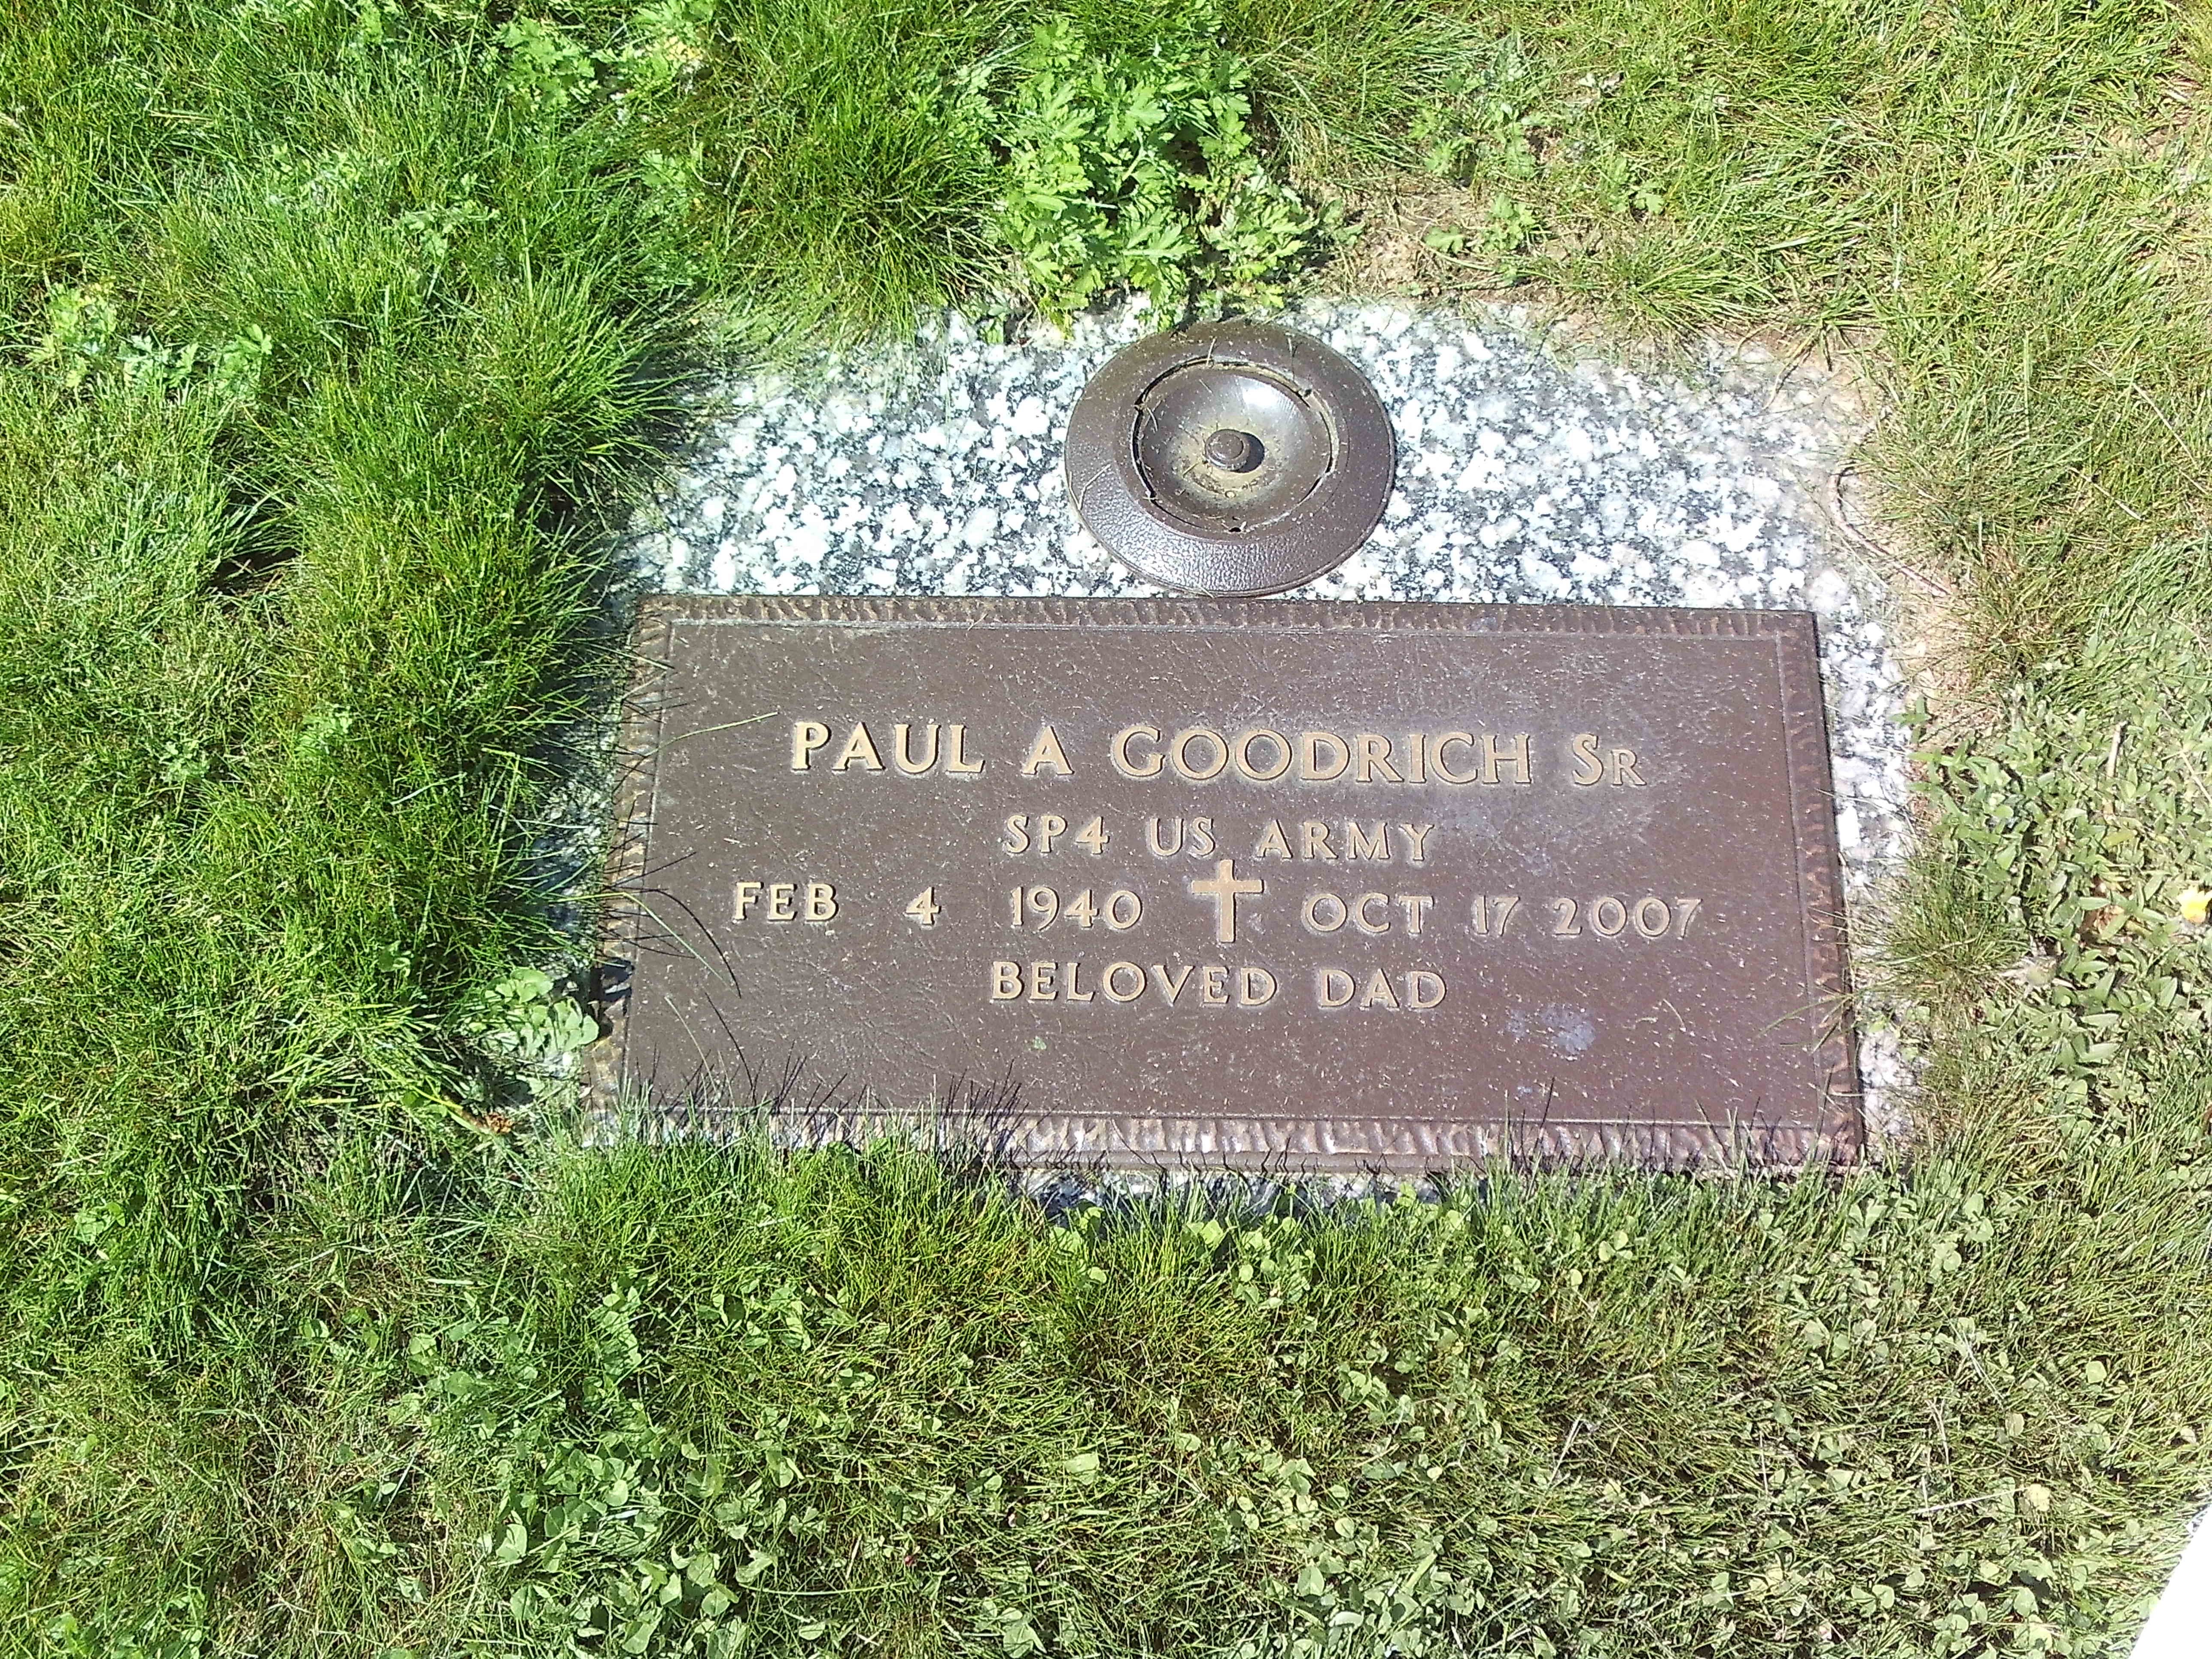 PAUL A GOODRICH SR
SP4 US ARMY
FEB 4 1940 OCT 17 2007
BELOVED DAD